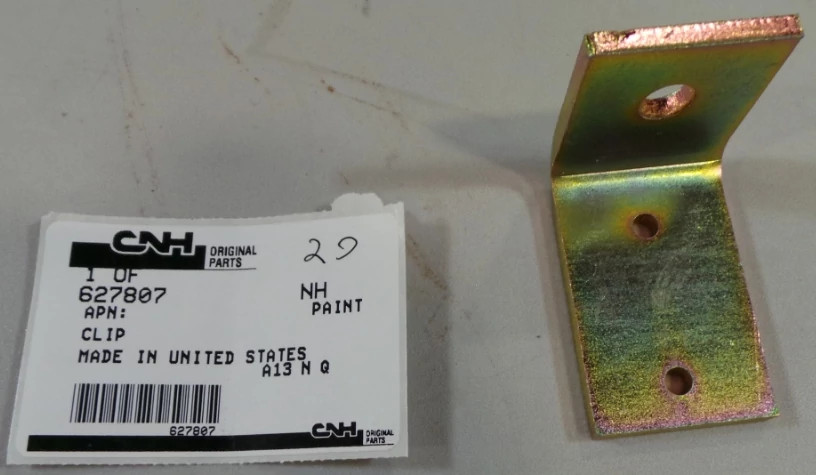 CNH ORIGINAL PARTS
1 OF
627807 NH
APN: PAINT
CLIP
MADE IN UNITED STATES
A13 N Q
627807
CNH ORIGINAL PARTS